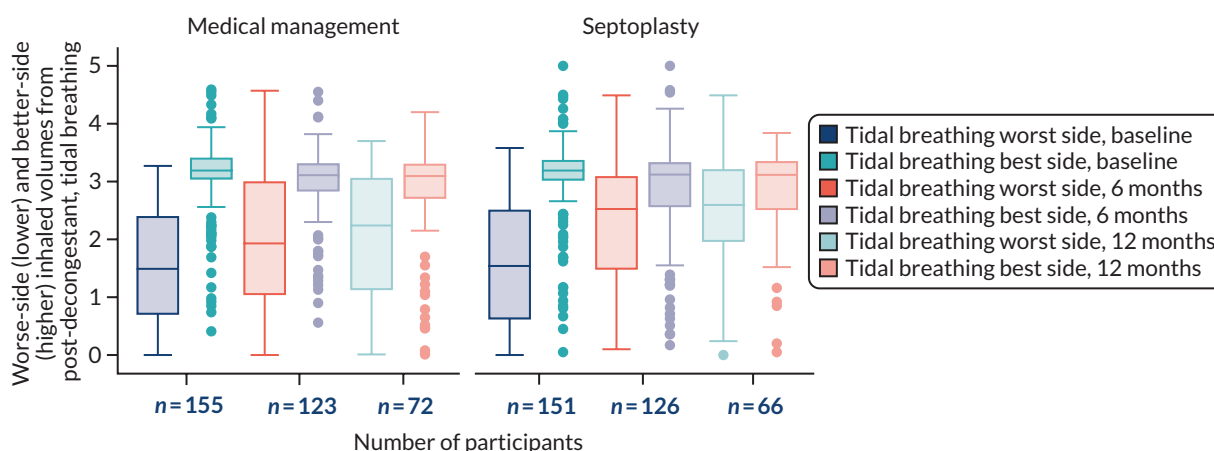 Medical management
Septoplasty
Worse-side (lower) and better-side
(higher) inhaled volumes from
post-decongestant, tidal breathing
5
4
3
2
1
0
n=155
n=123
n=72
n=151
n=126
n=66
Number of participants
Tidal breathing worst side, baseline
Tidal breathing best side, baseline
Tidal breathing worst side, 6 months
Tidal breathing best side, 6 months
Tidal breathing worst side, 12 months
Tidal breathing best side, 12 months